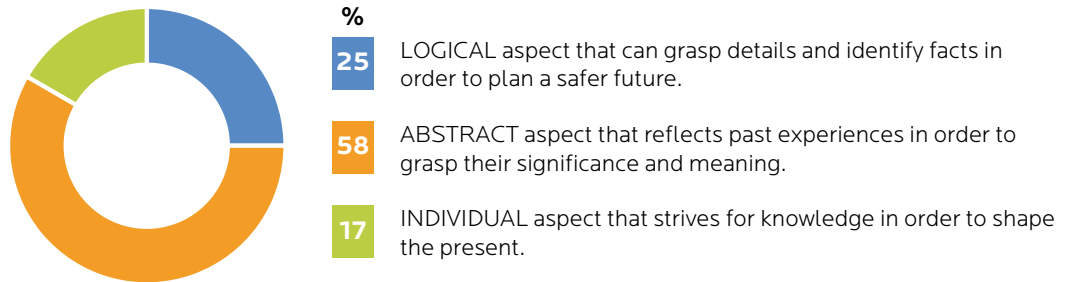 %
25
LOGICAL aspect that can grasp details and identify facts in
order to plan a safer future.
58
ABSTRACT aspect that reflects past experiences in order to
grasp their significance and meaning.
17
INDIVIDUAL aspect that strives for knowledge in order to shape
the present.